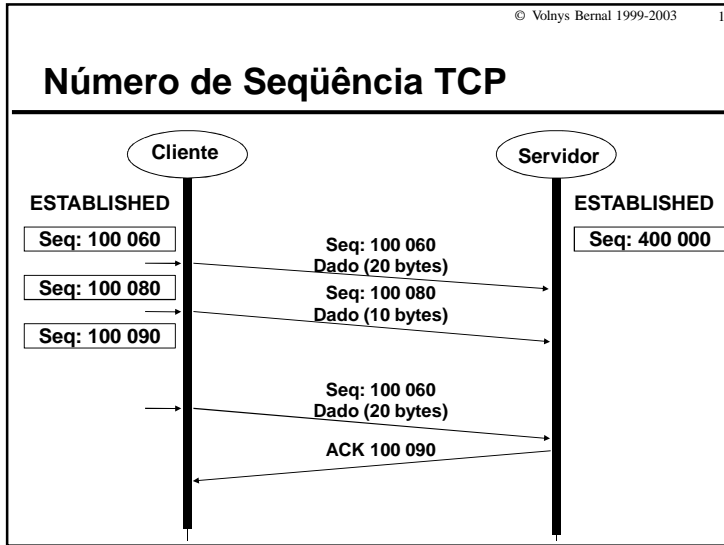 © Volnys Bernal 1999-2003 1
Número de Seqüência TCP
Cliente
Servidor
ESTABLISHED
ESTABLISHED
Seq: 100 060
Seq: 400 000
Seq: 100 060
Dado (20 bytes)
Seq: 100 080
Seq: 100 080
Dado (10 bytes)
Seq: 100 090
Seq: 100 060
Dado (20 bytes)
ACK 100 090